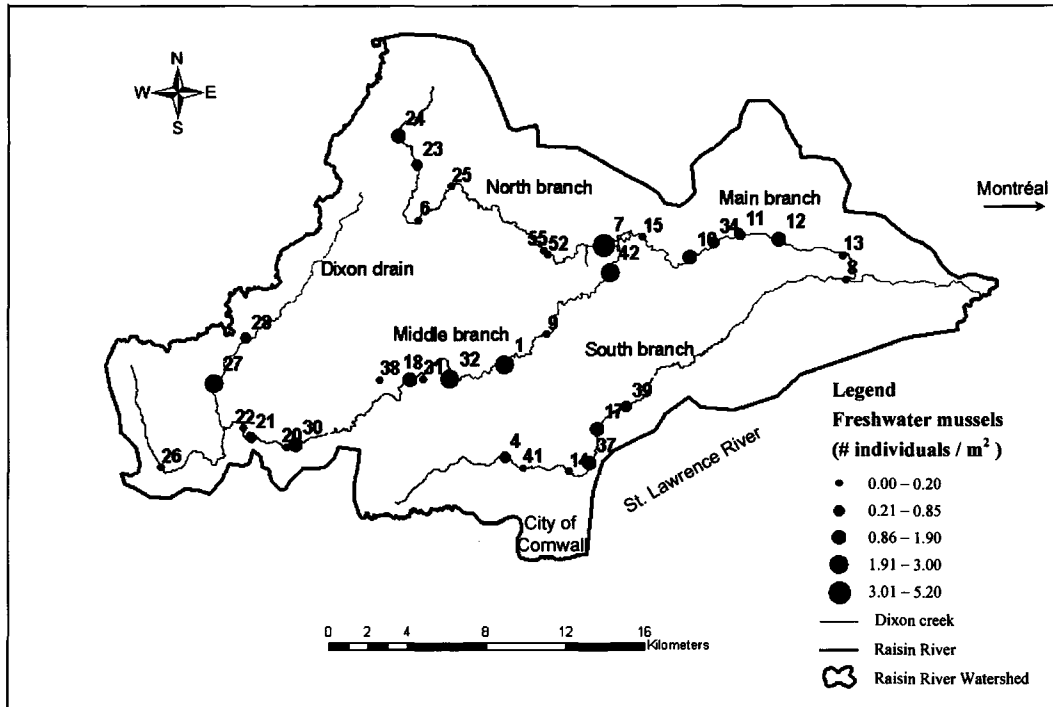 N
W E
S
24
23
25
North branch
6
Main branch
Montréal
7
15
34
11
12
10
13
55
52
42
Dixon drain
28
Middle branch
9
1
South branch
27
38
18
31
32
39
17
22
21
20
30
26
4
41
14
37
St. Lawrence River
City of
Cornwall
Legend
Freshwater mussels
(# individuals / m² )
0.00 – 0.20
0.21 – 0.85
0.86 – 1.90
1.91 – 3.00
3.01 – 5.20
Dixon creek
Raisin River
Raisin River Watershed
0 2 4 8 12 16
Kilometers